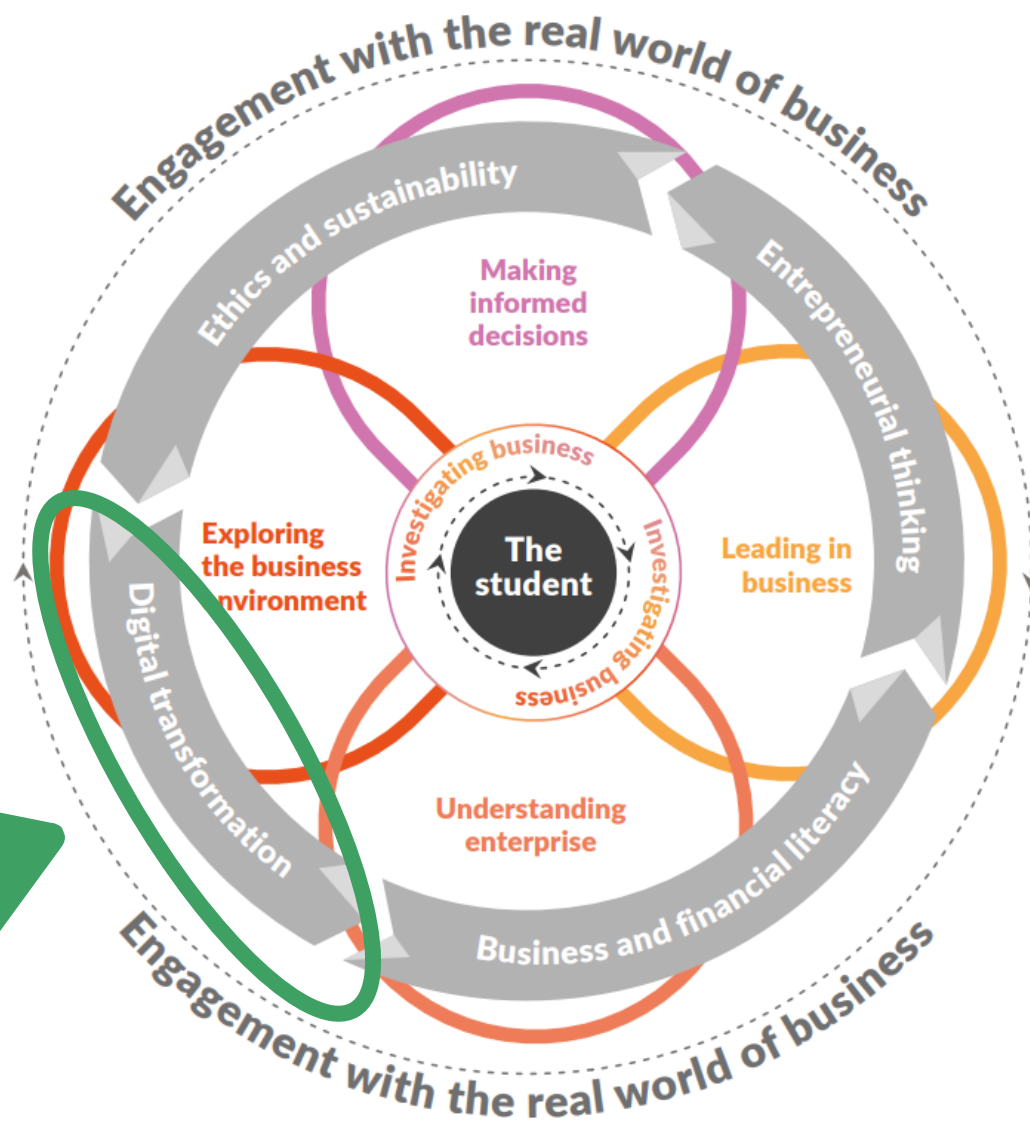 Engagement with the real world of business
Ethics and sustainability
Entrepreneurial thinking
Making
informed
decisions
Investigating business
Exploring
the business
nvironment
The
student
Leading in
business
Investigating business
Digital transformation
Understanding
enterprise
Business and financial literacy
Engagement with the real world of business